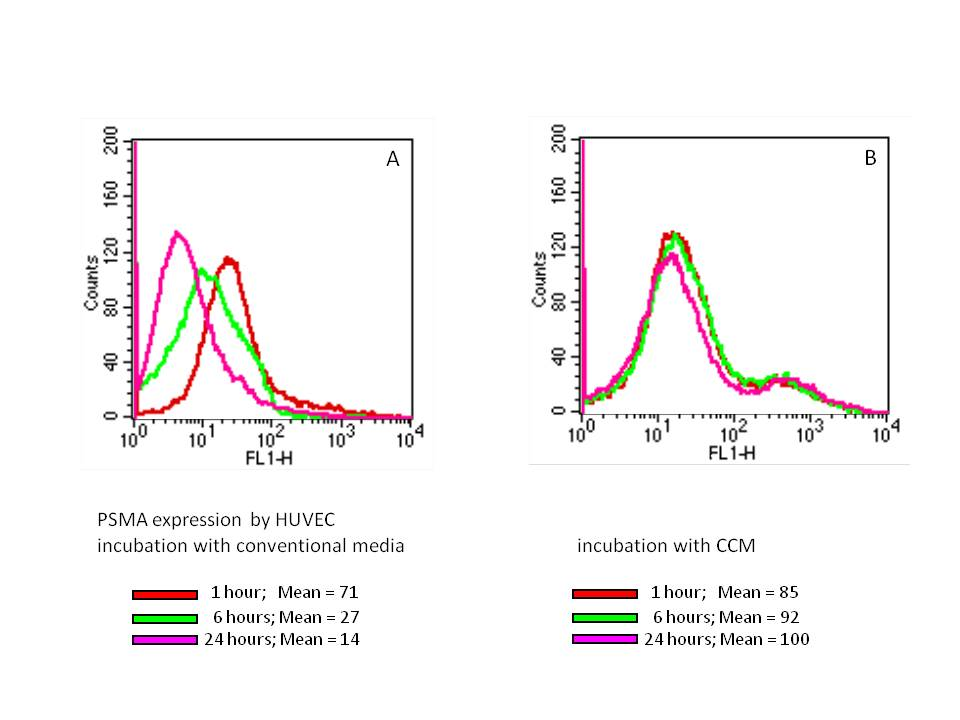 A
200
160
120
80
40
0
Counts
10^0 10^1 10^2 10^3 10^4
FL1-H
B
200
160
120
80
40
0
Counts
10^0 10^1 10^2 10^3 10^4
FL1-H
PSMA expression by HUVEC
incubation with conventional media
1 hour; Mean = 71
6 hours; Mean = 27
24 hours; Mean = 14
incubation with CCM
1 hour; Mean = 85
6 hours; Mean = 92
24 hours; Mean = 100